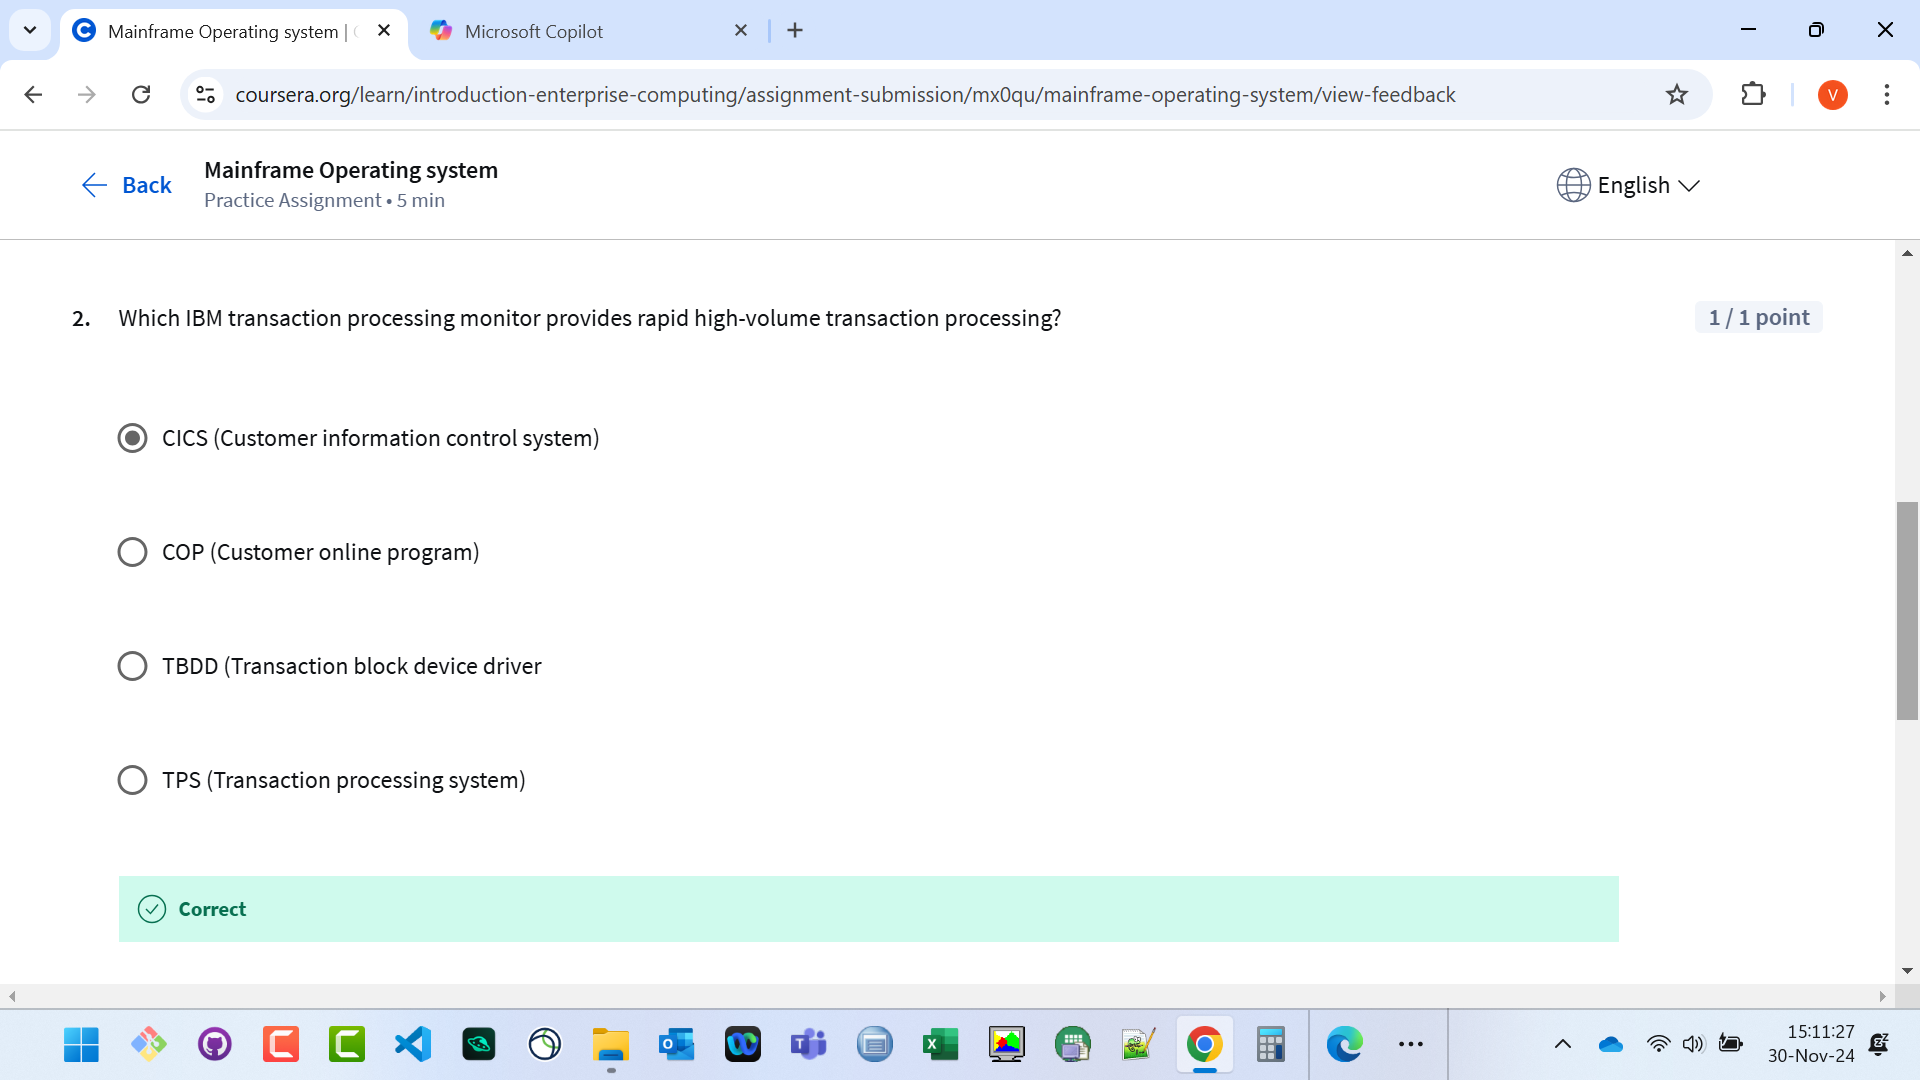 Mainframe Operating system |
Microsoft Copilot
coursera.org/learn/introduction-enterprise-computing/assignment-submission/mx0qu/mainframe-operating-system/view-feedback
V
Back
Mainframe Operating system
Practice Assignment • 5 min
English
2. Which IBM transaction processing monitor provides rapid high-volume transaction processing?
1 / 1 point
CICS (Customer information control system)
COP (Customer online program)
TBDD (Transaction block device driver
TPS (Transaction processing system)
Correct
15:11:27
30-Nov-24